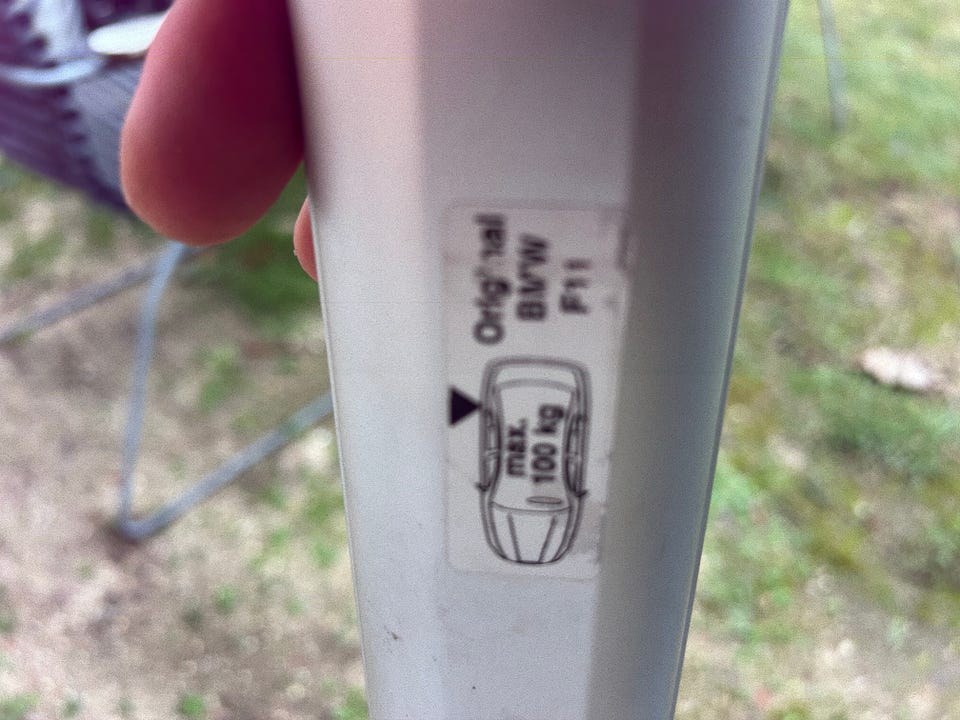 Original
BMW
F11
max.
100 kg